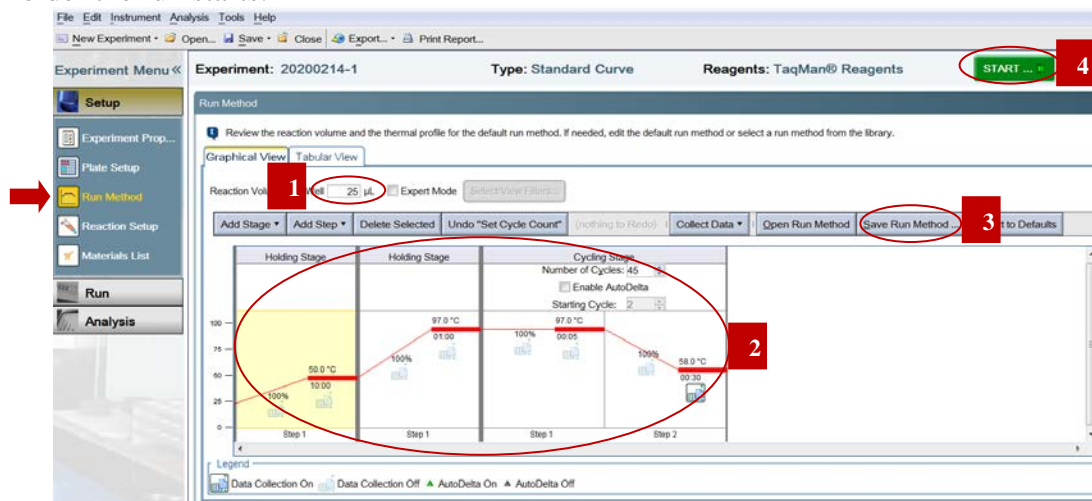 File Edit Instrument Analysis Tools Help
New Experiment Open... Save Close Export... Print Report...
Experiment Menu« Experiment: 20200214-1 Type: Standard Curve Reagents: TaqMan® Reagents START ... 4
Setup
Run Method
Experiment Prop...
Review the reaction volume and the thermal profile for the default run method. If needed, edit the default run method or select a run method from the library.
Plate Setup
Graphical View Tabular View
Run Method
1 25 µL Expert Mode Select View Filters...
Reaction
Reaction Setup
Add Stage Add Step Delete Selected Undo "Set Cycle Count" (nothing to Redo) Collect Data Open Run Method Save Run Method ... 3 to Defaults
Materials List
Holding Stage Holding Stage Cycling Stage
Number of Cycles: 45
Run
Enable AutoDelta
Starting Cycle: 2
Analysis
100 97.0 °C 97.0 °C
01:00 100% 00:05 2
75 100% 100% 58.0 °C
50 50.0 °C 00:30
10:00
25 100%
0
Step 1 Step 1 Step 1 Step 2
Legend
Data Collection On Data Collection Off AutoDelta On AutoDelta Off